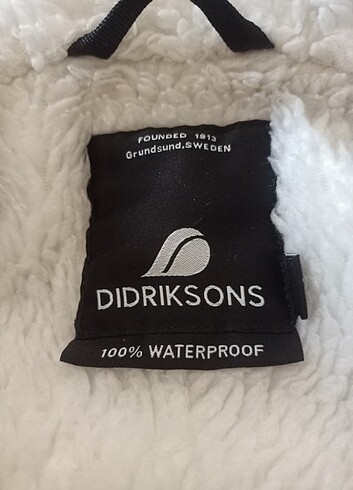 FOUNDED 1913
Grundsund.SWEDEN
DIDRIKSONS
100% WATERPROOF